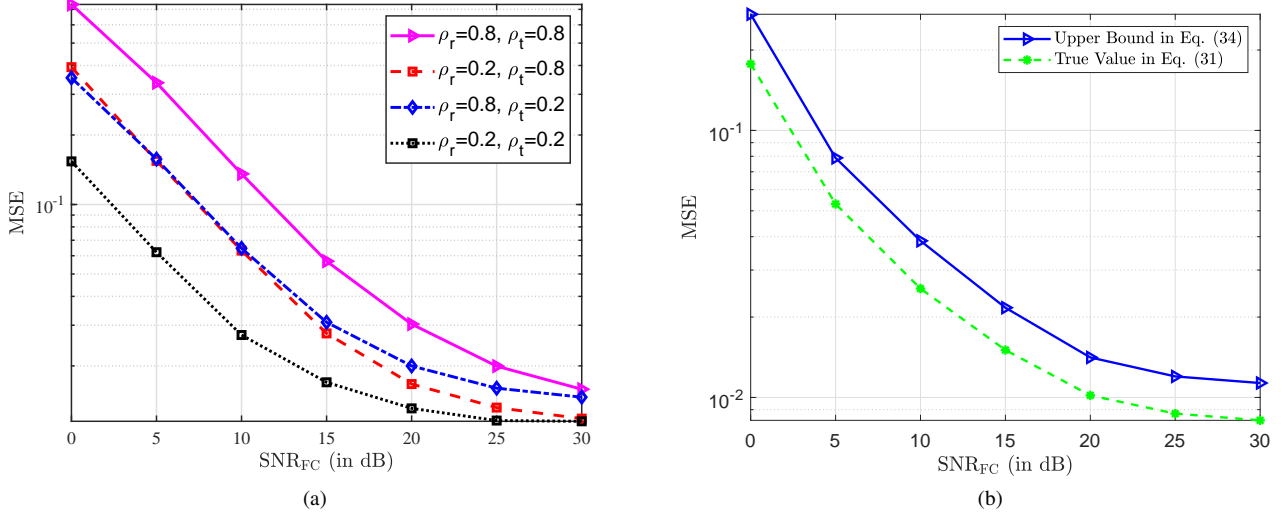 ρr=0.8, ρt=0.8
ρr=0.2, ρt=0.8
ρr=0.8, ρt=0.2
ρr=0.2, ρt=0.2
MSE
10-1
0 5 10 15 20 25 30
SNRFC (in dB)
(a)
Upper Bound in Eq. (34)
True Value in Eq. (31)
MSE
10-1
10-2
0 5 10 15 20 25 30
SNRFC (in dB)
(b)